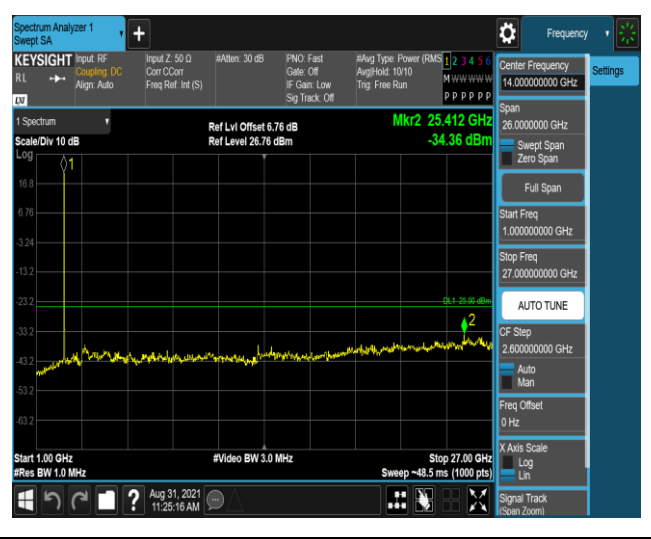 Spectrum Analyzer 1
Swept SA
Frequency
KEYSIGHT
RL
LXI
Input: RF
Coupling: DC
Align: Auto
Input Z: 50 Ω
Corr CCorr
Freq Ref: Int (S)
#Atten: 30 dB
PNO: Fast
Gate: Off
IF Gain: Low
Sig Track: Off
#Avg Type: Power (RMS
Avg|Hold: 10/10
Trig: Free Run
1 2 3 4 5 6
M W W W W W
P P P P P P
1 Spectrum
Scale/Div 10 dB
Log
Ref Lvl Offset 6.76 dB
Ref Level 26.76 dBm
Mkr2 25.412 GHz
-34.36 dBm
1
16.8
6.76
-3.24
-13.2
-23.2
DL1 -25.00 dBm
2
-33.2
-43.2
-53.2
-63.2
Start 1.00 GHz
#Res BW 1.0 MHz
#Video BW 3.0 MHz
Stop 27.00 GHz
Sweep ~48.5 ms (1000 pts)
?
Aug 31, 2021
11:25:16 AM
Center Frequency
14.000000000 GHz
Settings
Span
26.0000000 GHz
Swept Span
Zero Span
Full Span
Start Freq
1.000000000 GHz
Stop Freq
27.000000000 GHz
AUTO TUNE
CF Step
2.600000000 GHz
Auto
Man
Freq Offset
0 Hz
X Axis Scale
Log
Lin
Signal Track
(Span Zoom)